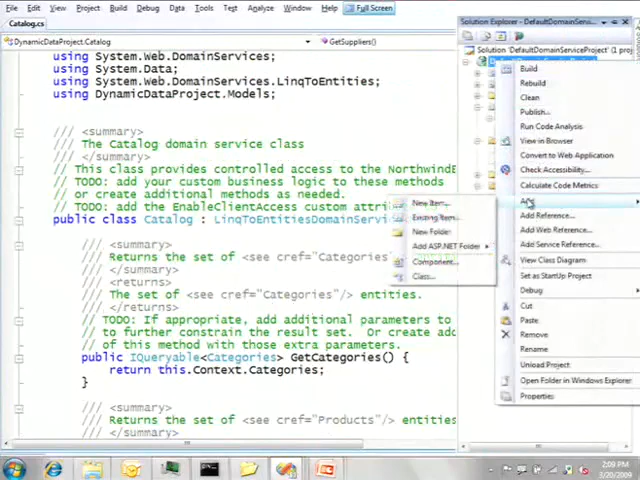 File Edit View Project Build Debug Data Tools Test Analyze Window Help Full Screen
Catalog.cs
DynamicDataProject.Catalog GetSuppliers()
using System.Web.DomainServices;
using System.Data;
using System.Web.DomainServices.LinqToEntities;
using DynamicDataProject.Models;
/// <summary>
/// The Catalog domain service class
/// </summary>
// This class provides controlled access to the NorthwindE
// TODO: add your custom business logic to these methods
// or create additional methods as needed.
// TODO: add the EnableClientAccess custom attri
public class Catalog : LinqToEntitiesDomainServi
/// <summary>
/// Returns the set of <see cref="Categories"
/// <returns>
/// The set of <see cref="Categories"/> entities.
/// </returns>
// TODO: If appropriate, add additional parameters to
// to further constrain the result set.  Or create add
// of this method with those extra parameters.
public IQueryable<Categories> GetCategories() {
return this.Context.Categories;
}
/// <summary>
/// Returns the set of <see cref="Products"/> entities
/// </summary>
New Item...
Existing Item...
New Folder
Add ASP.NET Folder
Component...
Class...
Solution Explorer - DefaultDomainServiceProject
Solution 'DefaultDomainServiceProject' (1 proj
Build
Rebuild
Clean
Publish...
Run Code Analysis
View in Browser
Convert to Web Application
Check Accessibility...
Calculate Code Metrics
Add
Add Reference...
Add Web Reference...
Add Service Reference...
View Class Diagram
Set as StartUp Project
Debug
Cut
Paste
Remove
Rename
Unload Project
Open Folder in Windows Explorer
Properties
2:09 PM
3/20/2009